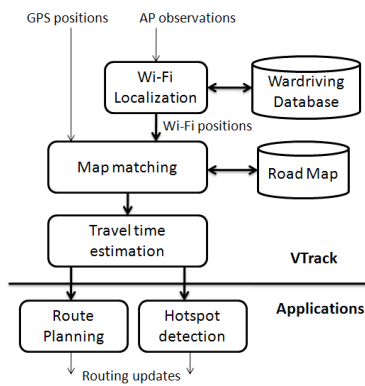 GPS positions
AP observations
Wi-Fi
Localization
Wardriving
Database
Wi-Fi positions
Map matching
Road Map
Travel time
estimation
VTrack
Applications
Route
Planning
Hotspot
detection
Routing updates